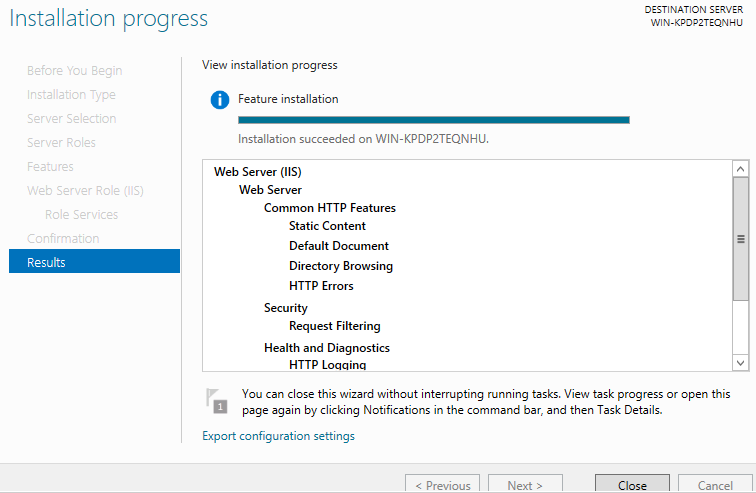 Installation progress
DESTINATION SERVER
WIN-KPDP2TEQNHU
Before You Begin
Installation Type
Server Selection
Server Roles
Features
Web Server Role (IIS)
Role Services
Confirmation
Results
View installation progress
Feature installation
Installation succeeded on WIN-KPDP2TEQNHU.
Web Server (IIS)
Web Server
Common HTTP Features
Static Content
Default Document
Directory Browsing
HTTP Errors
Security
Request Filtering
Health and Diagnostics
HTTP Logging
1
You can close this wizard without interrupting running tasks. View task progress or open this
page again by clicking Notifications in the command bar, and then Task Details.
Export configuration settings
< Previous
Next >
Close
Cancel